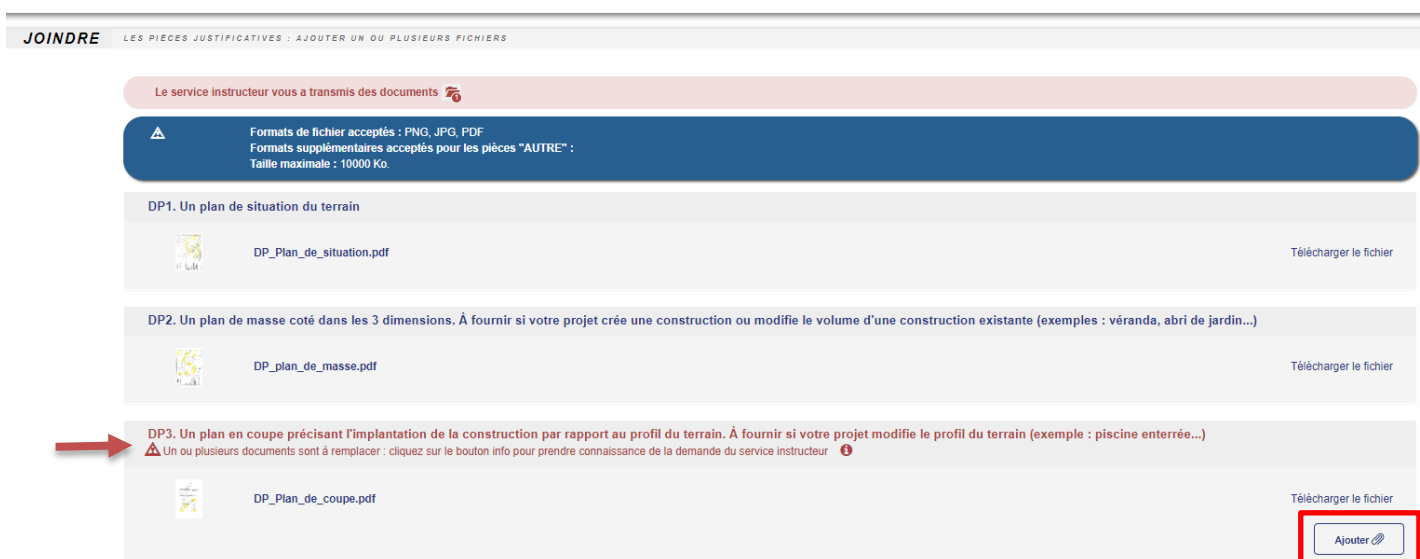 JOINDRE LES PIÈCES JUSTIFICATIVES : AJOUTER UN OU PLUSIEURS FICHIERS
Le service instructeur vous a transmis des documents
Formats de fichier acceptés : PNG, JPG, PDF
Formats supplémentaires acceptés pour les pièces "AUTRE" :
Taille maximale : 10000 Ko.
DP1. Un plan de situation du terrain
DP_Plan_de_situation.pdf Télécharger le fichier
DP2. Un plan de masse coté dans les 3 dimensions. À fournir si votre projet crée une construction ou modifie le volume d'une construction existante (exemples : véranda, abri de jardin...)
DP_plan_de_masse.pdf Télécharger le fichier
DP3. Un plan en coupe précisant l'implantation de la construction par rapport au profil du terrain. À fournir si votre projet modifie le profil du terrain (exemple : piscine enterrée...)
Un ou plusieurs documents sont à remplacer : cliquez sur le bouton info pour prendre connaissance de la demande du service instructeur
DP_Plan_de_coupe.pdf Télécharger le fichier
Ajouter